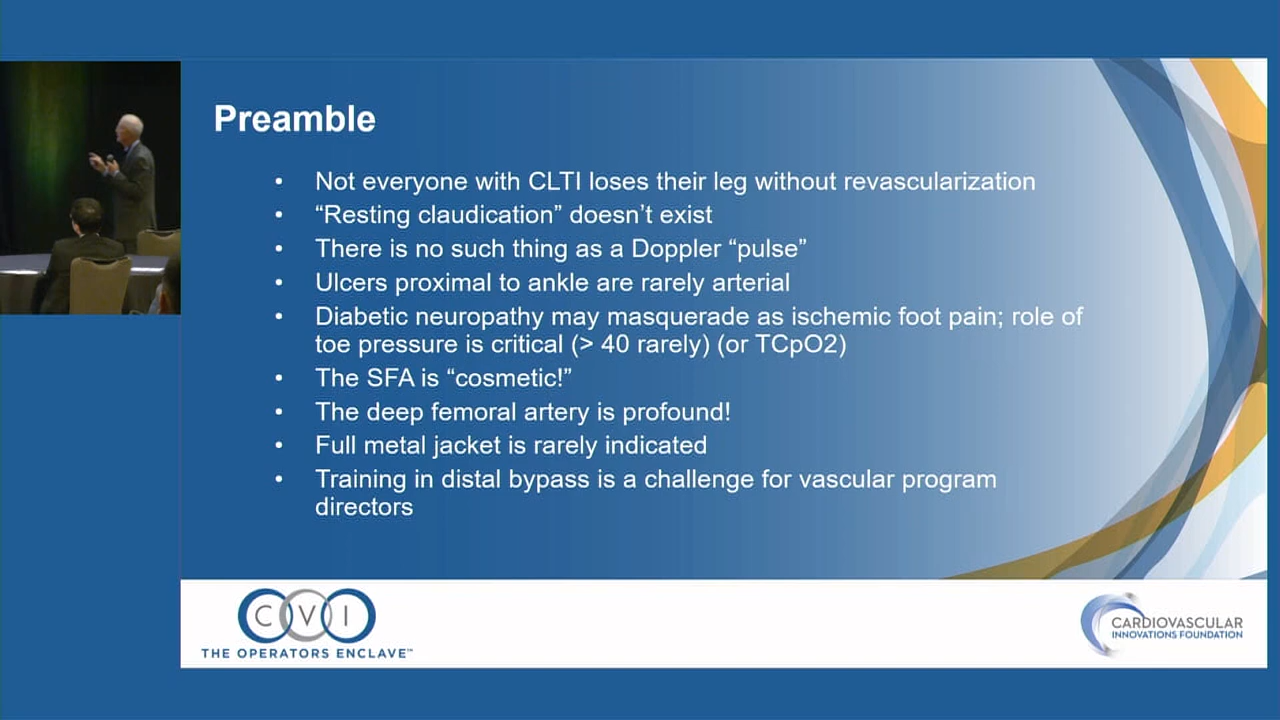 Preamble
• Not everyone with CLTI loses their leg without revascularization
• “Resting claudication” doesn’t exist
• There is no such thing as a Doppler “pulse”
• Ulcers proximal to ankle are rarely arterial
• Diabetic neuropathy may masquerade as ischemic foot pain; role of
toe pressure is critical (> 40 rarely) (or TCpO2)
• The SFA is “cosmetic!”
• The deep femoral artery is profound!
• Full metal jacket is rarely indicated
• Training in distal bypass is a challenge for vascular program
directors
CVI
THE OPERATORS ENCLAVE™
CARDIOVASCULAR
INNOVATIONS FOUNDATION